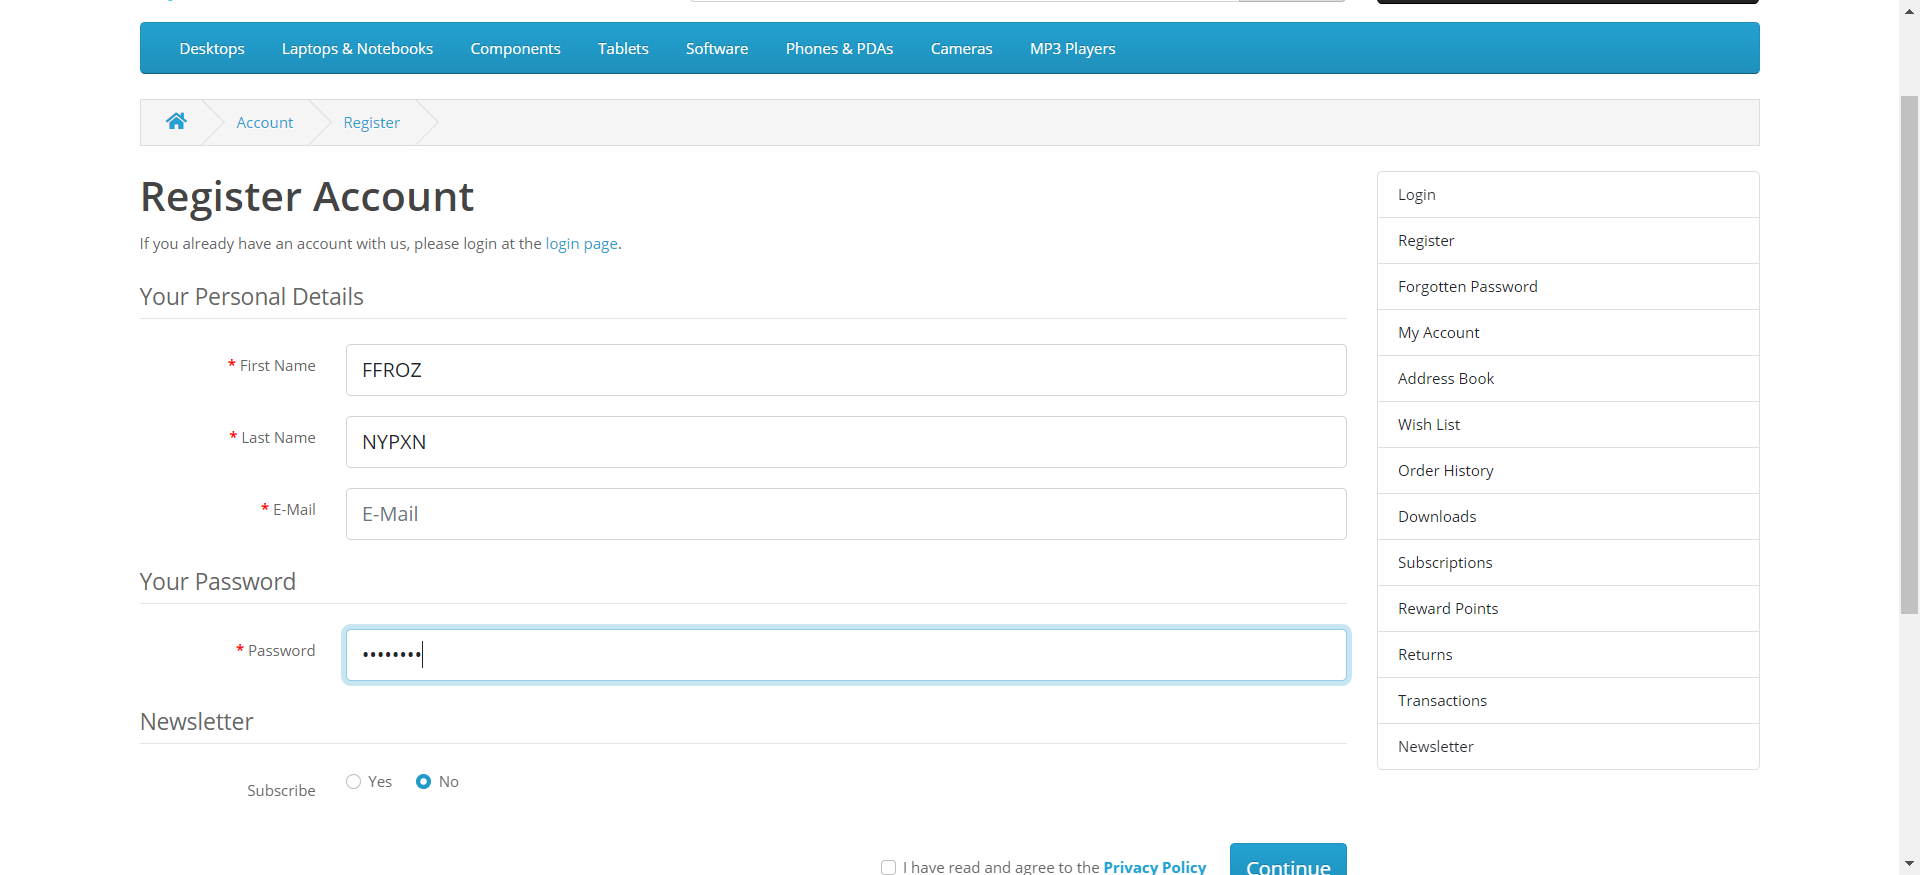 Desktops Laptops & Notebooks Components Tablets Software Phones & PDAs Cameras MP3 Players
Account Register
Register Account
If you already have an account with us, please login at the login page.
Your Personal Details
* First Name FFROZ
* Last Name NYPXN
* E-Mail E-Mail
Your Password
* Password ••••••••
Newsletter
Subscribe Yes No
I have read and agree to the Privacy Policy Continue
Login
Register
Forgotten Password
My Account
Address Book
Wish List
Order History
Downloads
Subscriptions
Reward Points
Returns
Transactions
Newsletter